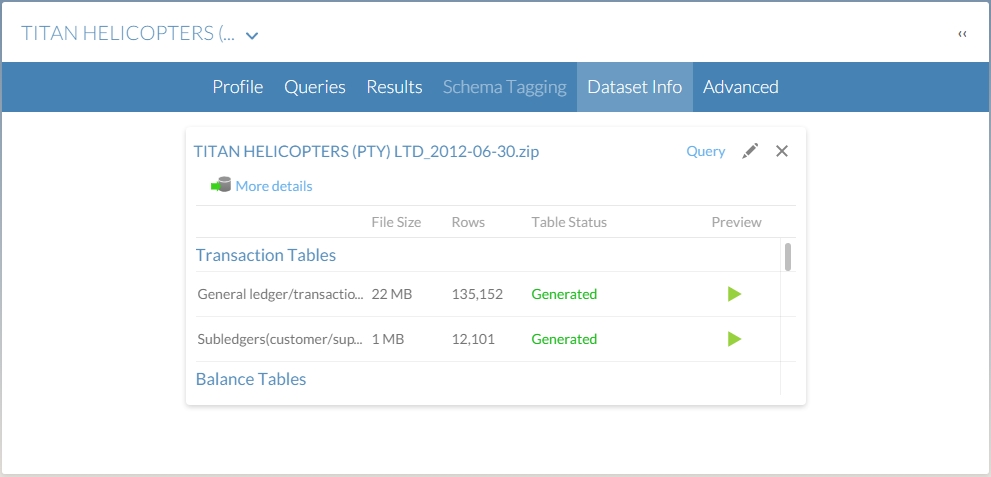 TITAN HELICOPTERS (... ‹‹
Profile Queries Results Schema Tagging Dataset Info Advanced
TITAN HELICOPTERS (PTY) LTD_2012-06-30.zip Query
More details
File Size Rows Table Status Preview
Transaction Tables
General ledger/transactio... 22 MB 135,152 Generated
Subledgers(customer/sup... 1 MB 12,101 Generated
Balance Tables